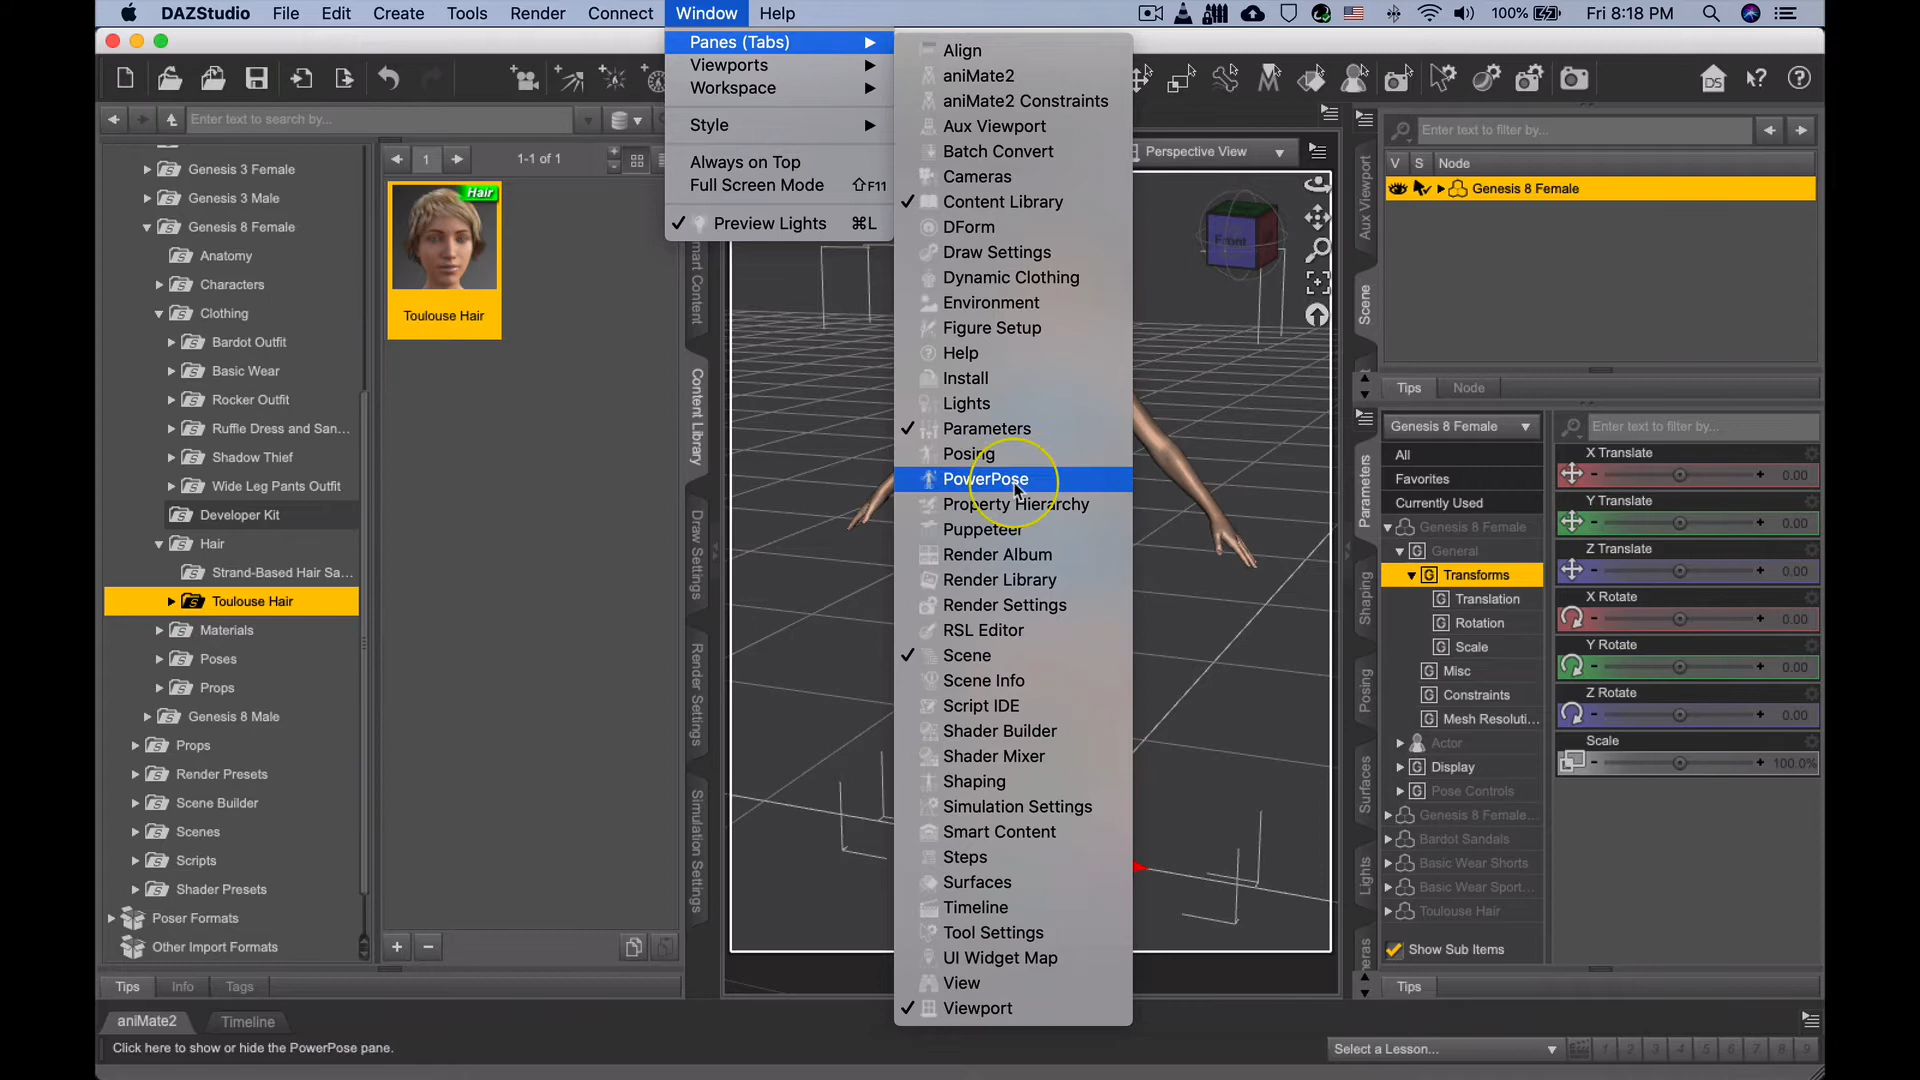 DAZStudio File Edit Create Tools Render Connect Window Help 100% Fri 8:18 PM
Panes (Tabs)
Viewports
Workspace
Style
Always on Top
Full Screen Mode ⇧F11
✓ Preview Lights ⌘L
Align
aniMate2
aniMate2 Constraints
Aux Viewport
Batch Convert
Cameras
✓ Content Library
DForm
Draw Settings
Dynamic Clothing
Environment
Figure Setup
Help
Install
Lights
✓ Parameters
Posing
PowerPose
Property Hierarchy
Puppeteer
Render Album
Render Library
Render Settings
RSL Editor
✓ Scene
Scene Info
Script IDE
Shader Builder
Shader Mixer
Shaping
Simulation Settings
Smart Content
Steps
Surfaces
Timeline
Tool Settings
UI Widget Map
View
✓ Viewport
Enter text to search by...
Genesis 3 Female
Genesis 3 Male
Genesis 8 Female
Anatomy
Characters
Clothing
Bardot Outfit
Basic Wear
Rocker Outfit
Ruffle Dress and San...
Shadow Thief
Wide Leg Pants Outfit
Developer Kit
Hair
Strand-Based Hair Sa...
Toulouse Hair
Materials
Poses
Props
Genesis 8 Male
Props
Render Presets
Scene Builder
Scenes
Scripts
Shader Presets
Poser Formats
Other Import Formats
1 1-1 of 1
Hair
Toulouse Hair
Content Library
Draw Settings
Render Settings
Simulation Settings
Perspective View
Front
DS
Aux Viewport
Scene
Enter text to filter by...
V S Node
Genesis 8 Female
Tips Node
Parameters
Shaping
Posing
Surfaces
Lights
Genesis 8 Female
All
Favorites
Currently Used
Genesis 8 Female
General
Transforms
Translation
Rotation
Scale
Misc
Constraints
Mesh Resoluti...
Actor
Display
Pose Controls
Genesis 8 Female...
Bardot Sandals
Basic Wear Shorts
Basic Wear Sport...
Toulouse Hair
Show Sub Items
Enter text to filter by...
X Translate
0.00
Y Translate
0.00
Z Translate
0.00
X Rotate
0.00
Y Rotate
0.00
Z Rotate
0.00
Scale
100.0%
Tips Info Tags
Tips
aniMate2 Timeline
Click here to show or hide the PowerPose pane.
Select a Lesson... 1 2 3 4 5 6 7 8 9